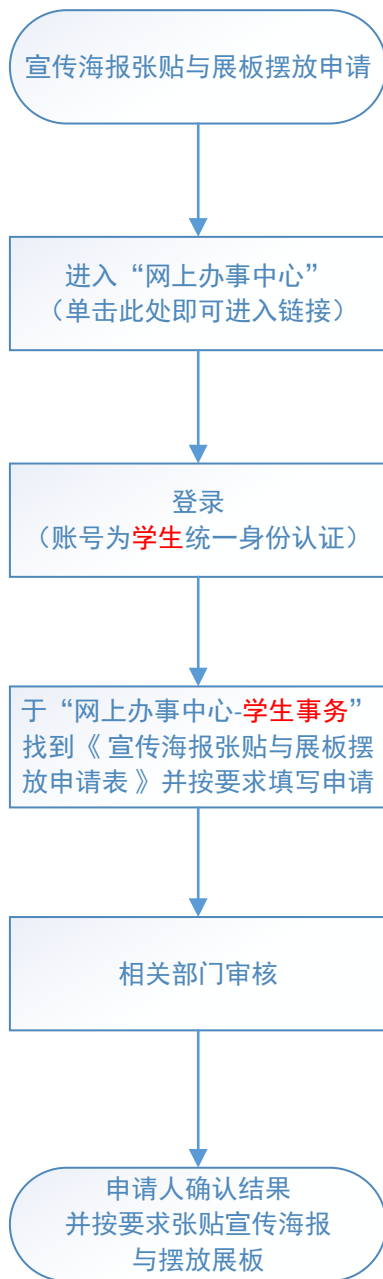 宣传海报张贴与展板摆放申请
进入“网上办事中心”
（单击此处即可进入链接）
登录
（账号为学生统一身份认证）
于“网上办事中心-学生事务”
找到《 宣传海报张贴与展板摆
放申请表 》并按要求填写申请
相关部门审核
申请人确认结果
并按要求张贴宣传海报
与摆放展板